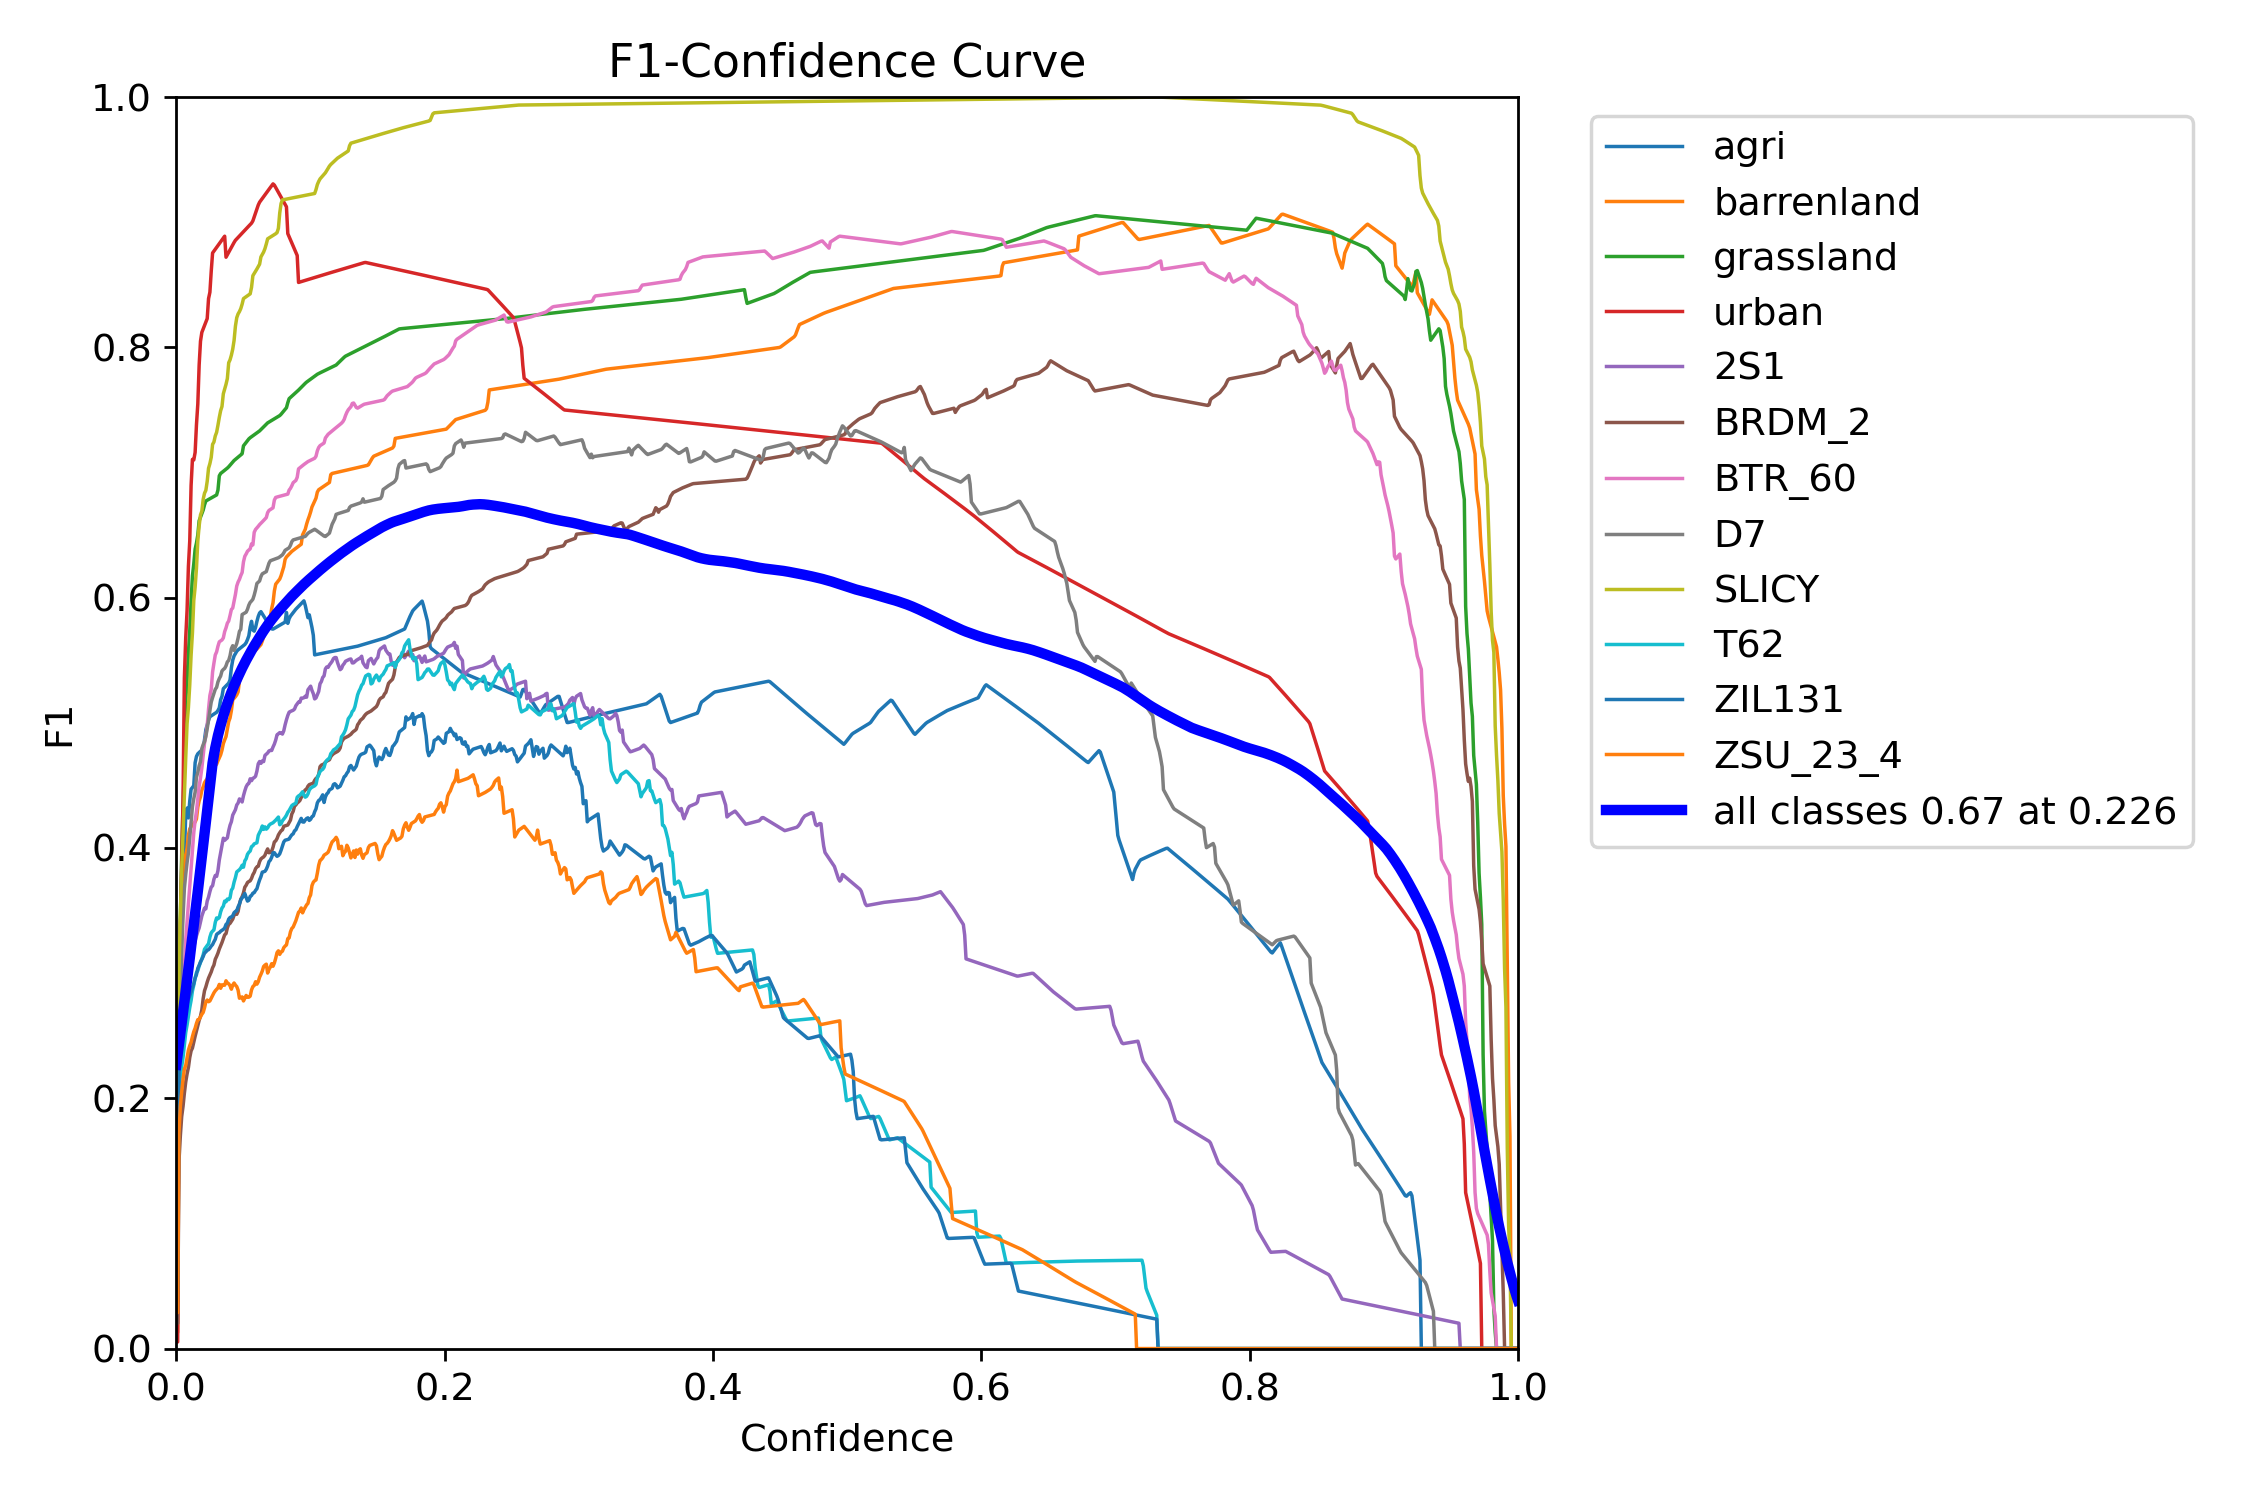 F1-Confidence Curve
1.0
0.8
0.6
0.4
0.2
0.0
F1
0.0 0.2 0.4 0.6 0.8 1.0
Confidence
agri
barrenland
grassland
urban
2S1
BRDM_2
BTR_60
D7
SLICY
T62
ZIL131
ZSU_23_4
all classes 0.67 at 0.226